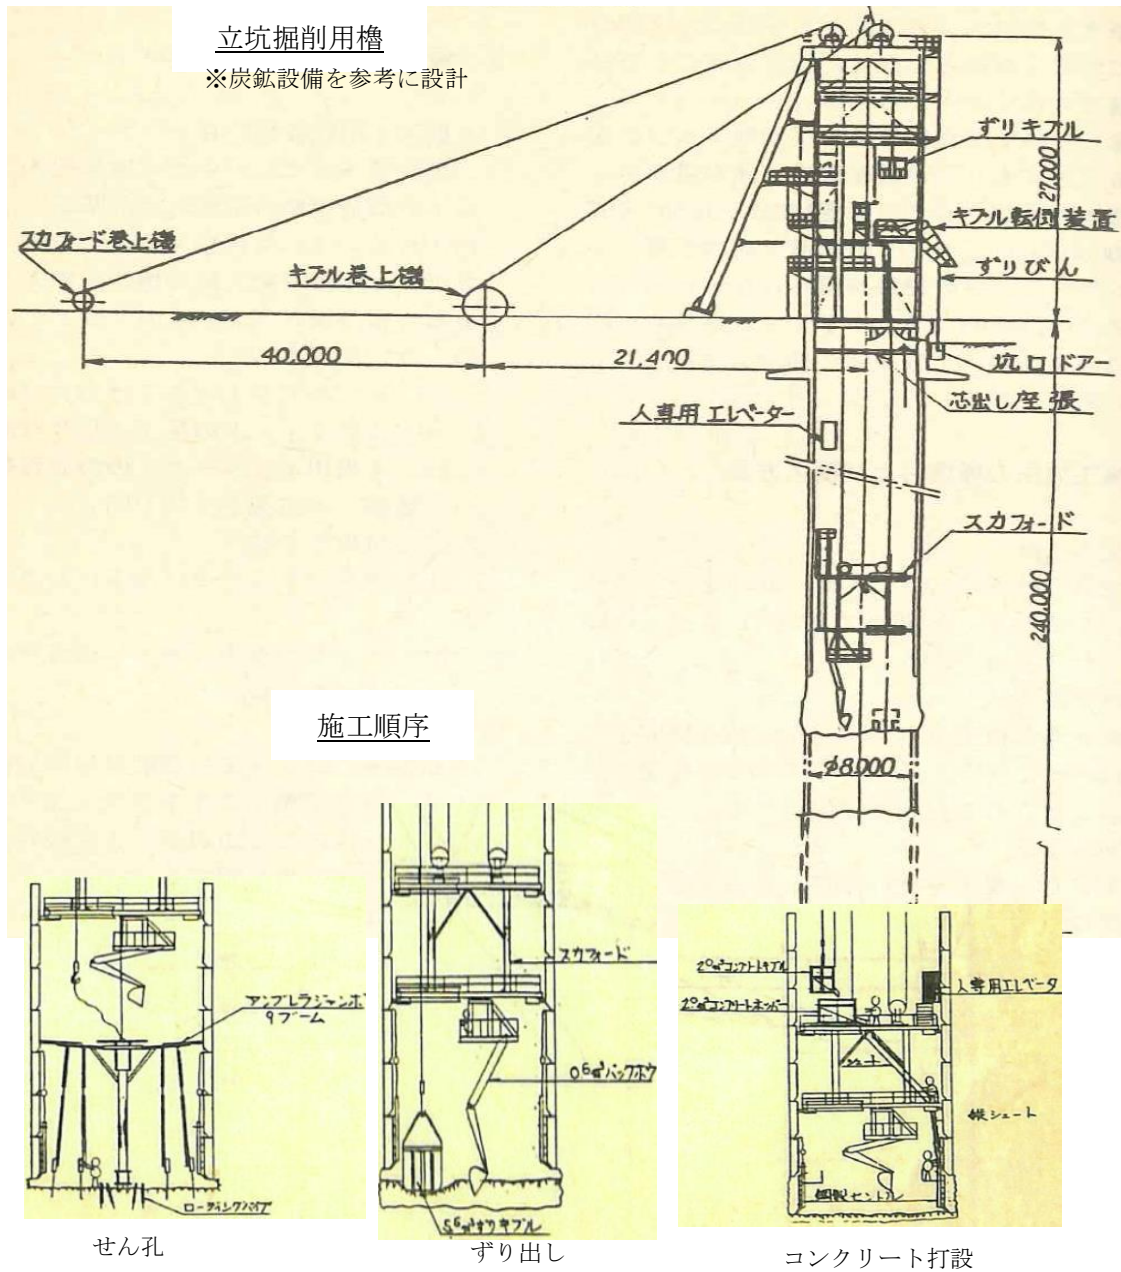 立坑掘削用櫓
※炭鉱設備を参考に設計
ずりキブル
27,000
キブル転倒装置
スカフォード巻上機
キブル巻上機
ずりびん
40,000
21,400
坑口ドアー
芯出し座張
人専用エレベーター
スカフォード
240,000
施工順序
φ8,000
スカフォード
2.0㎥コンクリートキブル
人専用エレベータ
アンブレラジャンボ
9ブーム
2.0㎥コンクリートホッパー
0.6㎥バックホウ
シュート
縦シュート
鋼製セントル
ローディングパイプ
5.6㎥ずりキブル
せん孔
ずり出し
コンクリート打設